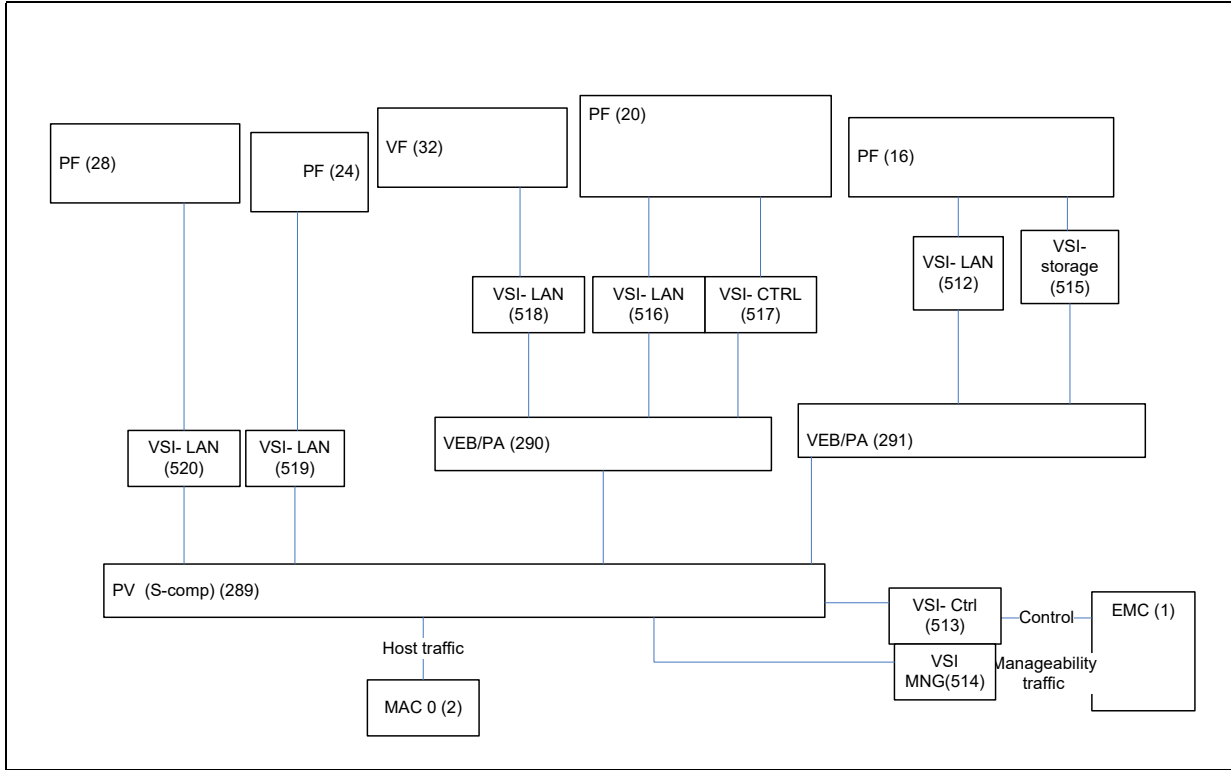 PF (28)
PF (24)
VF (32)
PF (20)
PF (16)
VSI- LAN
(518)
VSI- LAN
(516)
VSI- CTRL
(517)
VSI- LAN
(512)
VSI-
storage
(515)
VSI- LAN
(520)
VSI- LAN
(519)
VEB/PA (290)
VEB/PA (291)
PV (S-comp) (289)
Host traffic
MAC 0 (2)
VSI- Ctrl
(513)
Control
EMC (1)
VSI
MNG(514)
Manageability
traffic